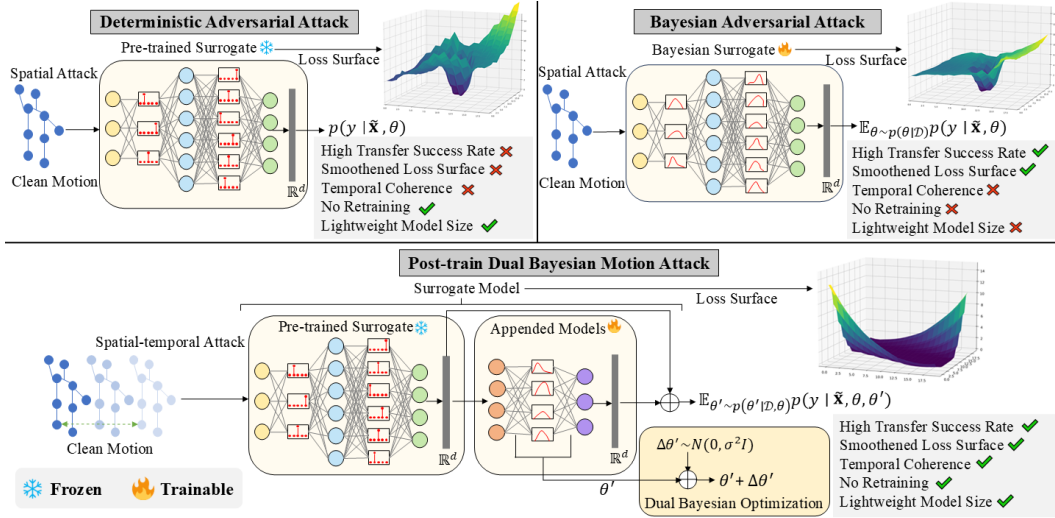 Deterministic Adversarial Attack
Pre-trained Surrogate
Loss Surface
Spatial Attack
Clean Motion
ℝ^d
p(y | x̃, θ)
High Transfer Success Rate
Smoothened Loss Surface
Temporal Coherence
No Retraining
Lightweight Model Size
Bayesian Adversarial Attack
Bayesian Surrogate
Loss Surface
Spatial Attack
Clean Motion
ℝ^d
𝔼_{θ~p(θ|𝒟)} p(y | x̃, θ)
High Transfer Success Rate
Smoothened Loss Surface
Temporal Coherence
No Retraining
Lightweight Model Size
Post-train Dual Bayesian Motion Attack
Surrogate Model
Loss Surface
Pre-trained Surrogate
Appended Models
Spatial-temporal Attack
Clean Motion
ℝ^d
ℝ^d
𝔼_{θ'~p(θ'|𝒟,θ)} p(y | x̃, θ, θ')
Δθ'~N(0, σ²I)
θ'
θ' + Δθ'
Dual Bayesian Optimization
High Transfer Success Rate
Smoothened Loss Surface
Temporal Coherence
No Retraining
Lightweight Model Size
Frozen
Trainable